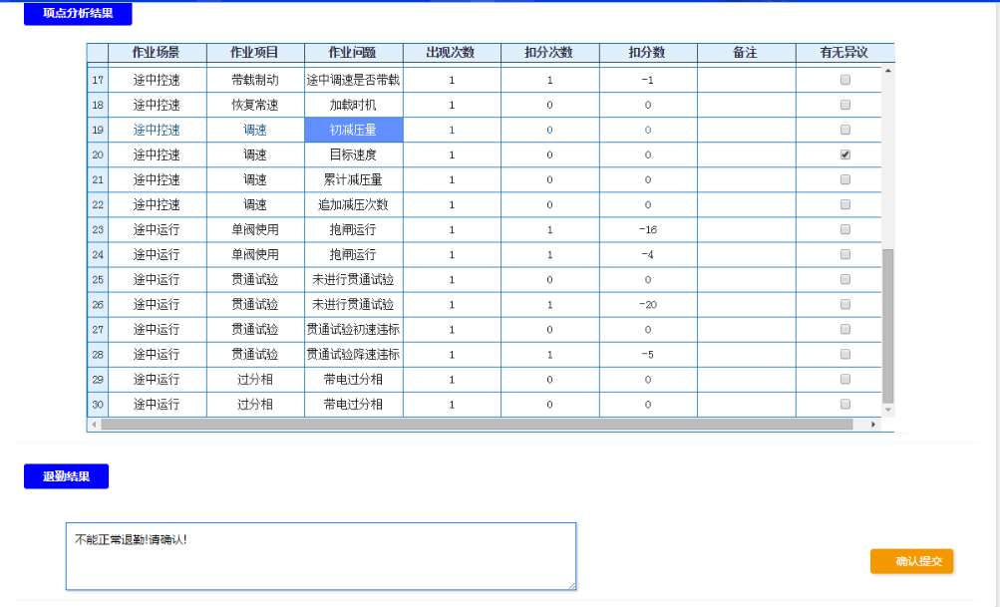 项点分析结果
作业场景 作业项目 作业问题 出现次数 扣分次数 扣分数 备注 有无异议
17 途中控速 带载制动 途中调速是否带载 1 1 -1
18 途中控速 恢复常速 加载时机 1 0 0
19 途中控速 调速 初减压量 1 0 0
20 途中控速 调速 目标速度 1 0 0
21 途中控速 调速 累计减压量 1 0 0
22 途中控速 调速 追加减压次数 1 0 0
23 途中运行 单阀使用 抱闸运行 1 1 -16
24 途中运行 单阀使用 抱闸运行 1 1 -4
25 途中运行 贯通试验 未进行贯通试验 1 0 0
26 途中运行 贯通试验 未进行贯通试验 1 1 -20
27 途中运行 贯通试验 贯通试验初速违标 1 0 0
28 途中运行 贯通试验 贯通试验降速违标 1 1 -5
29 途中运行 过分相 带电过分相 1 0 0
30 途中运行 过分相 带电过分相 1 0 0
退勤结果
不能正常退勤!请确认!
确认提交